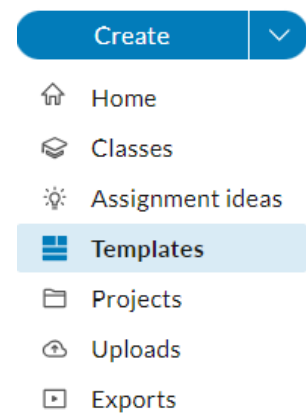 Create
Home
Classes
Assignment ideas
Templates
Projects
Uploads
Exports